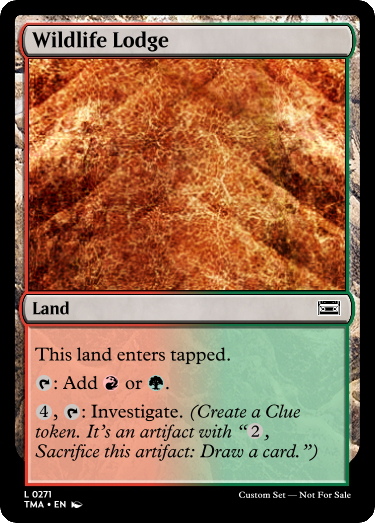 Wildlife Lodge
Land
This land enters tapped.
: Add or .
4, : Investigate. (Create a Clue
token. It's an artifact with “2,
Sacrifice this artifact: Draw a card.”)
L 0271
TMA • EN
Custom Set — Not For Sale